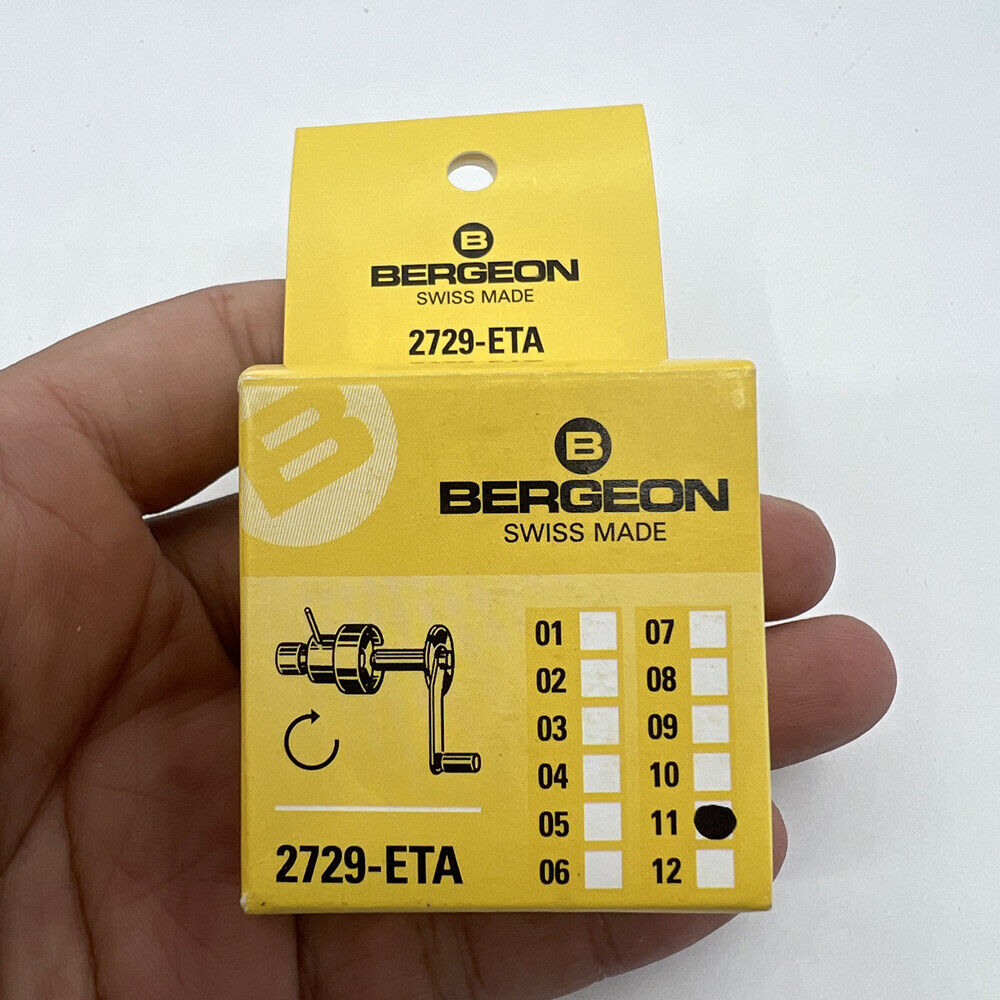 B
BERGEON
SWISS MADE
2729-ETA
B
B
BERGEON
SWISS MADE
01 07
02 08
03 09
04 10
05 11
06 12
2729-ETA